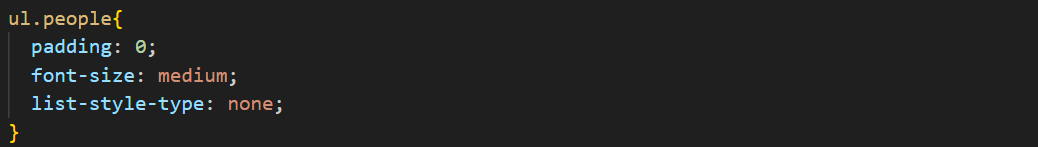 ul.people{
  padding: 0;
  font-size: medium;
  list-style-type: none;
}